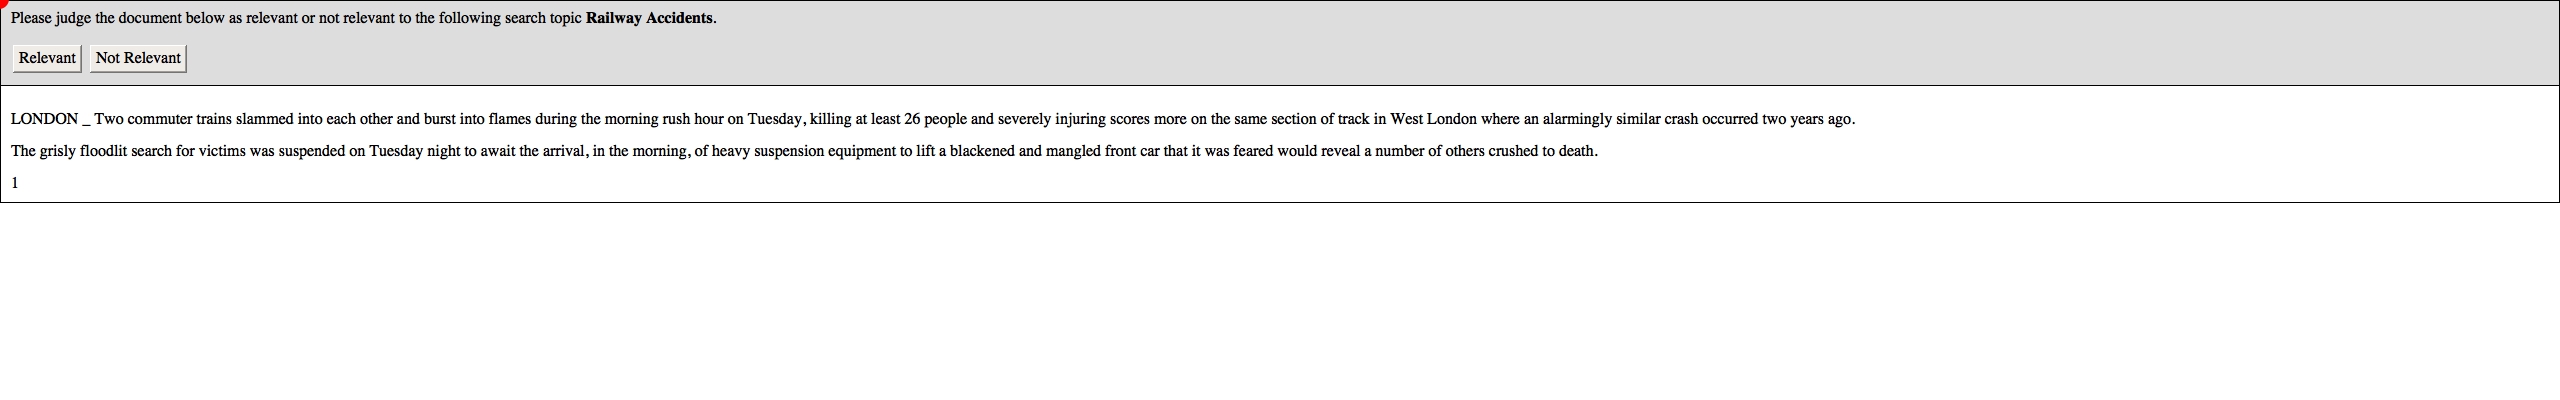 Please judge the document below as relevant or not relevant to the following search topic Railway Accidents.
Relevant Not Relevant
LONDON _ Two commuter trains slammed into each other and burst into flames during the morning rush hour on Tuesday, killing at least 26 people and severely injuring scores more on the same section of track in West London where an alarmingly similar crash occurred two years ago.
The grisly floodlit search for victims was suspended on Tuesday night to await the arrival, in the morning, of heavy suspension equipment to lift a blackened and mangled front car that it was feared would reveal a number of others crushed to death.
1